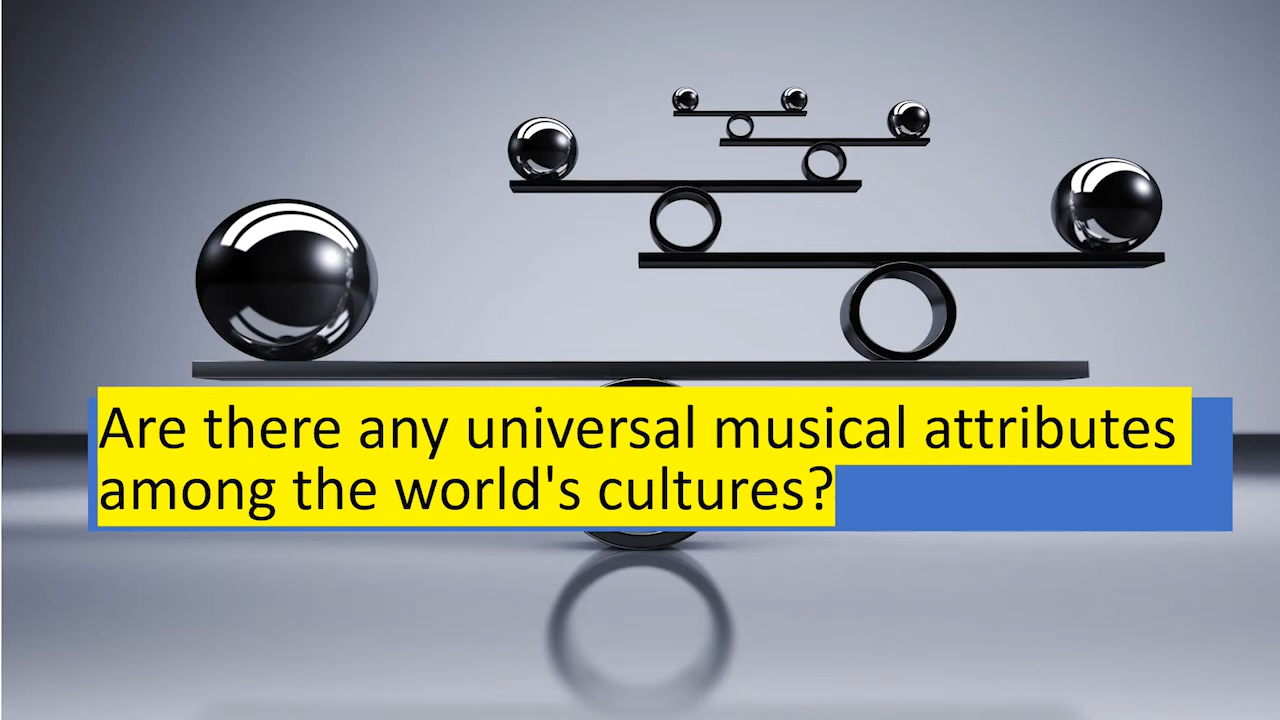 Are there any universal musical attributes
among the world's cultures?